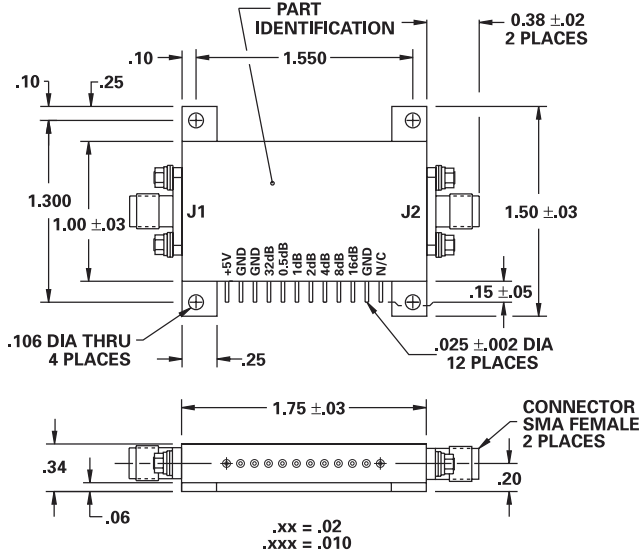 PART
IDENTIFICATION
0.38 ±.02
2 PLACES
.10
1.550
.10
.25
1.300
1.00 ±.03
J1
J2
1.50 ±.03
+5V
GND
GND
32dB
0.5dB
1dB
2dB
4dB
8dB
16dB
GND
N/C
.15 ±.05
.106 DIA THRU
4 PLACES
.25
.025 ±.002 DIA
12 PLACES
1.75 ±.03
CONNECTOR
SMA FEMALE
2 PLACES
.34
.20
.06
.xx = .02
.xxx = .010